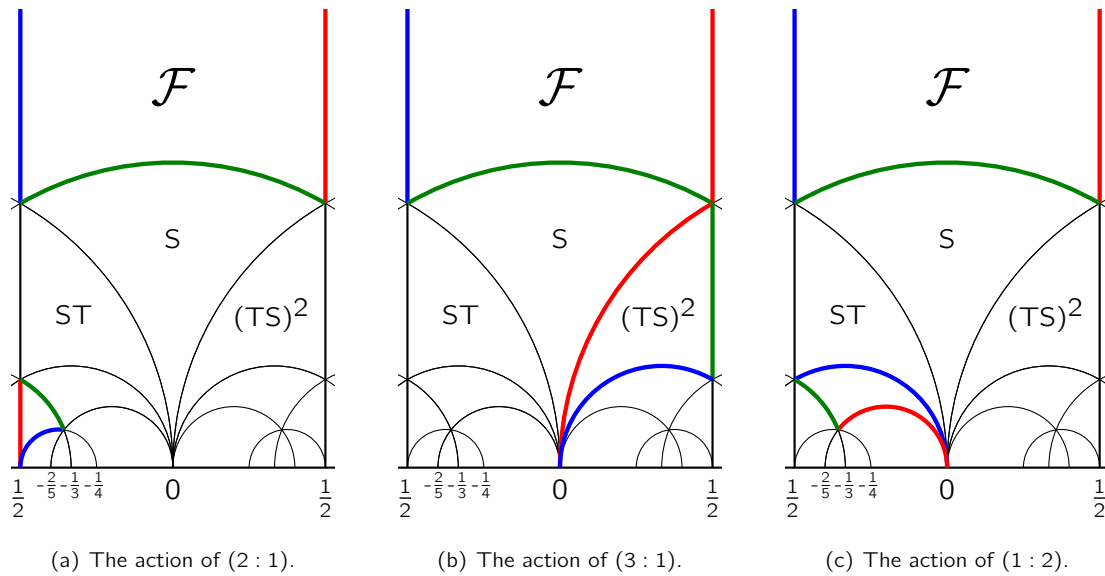 𝓕 𝓕 𝓕
S S S
ST (TS)² ST (TS)² ST (TS)²
1/2 -2/5 -1/3 -1/4 0 1/2 1/2 -2/5 -1/3 -1/4 0 1/2 1/2 -2/5 -1/3 -1/4 0 1/2
(a) The action of (2 : 1). (b) The action of (3 : 1). (c) The action of (1 : 2).